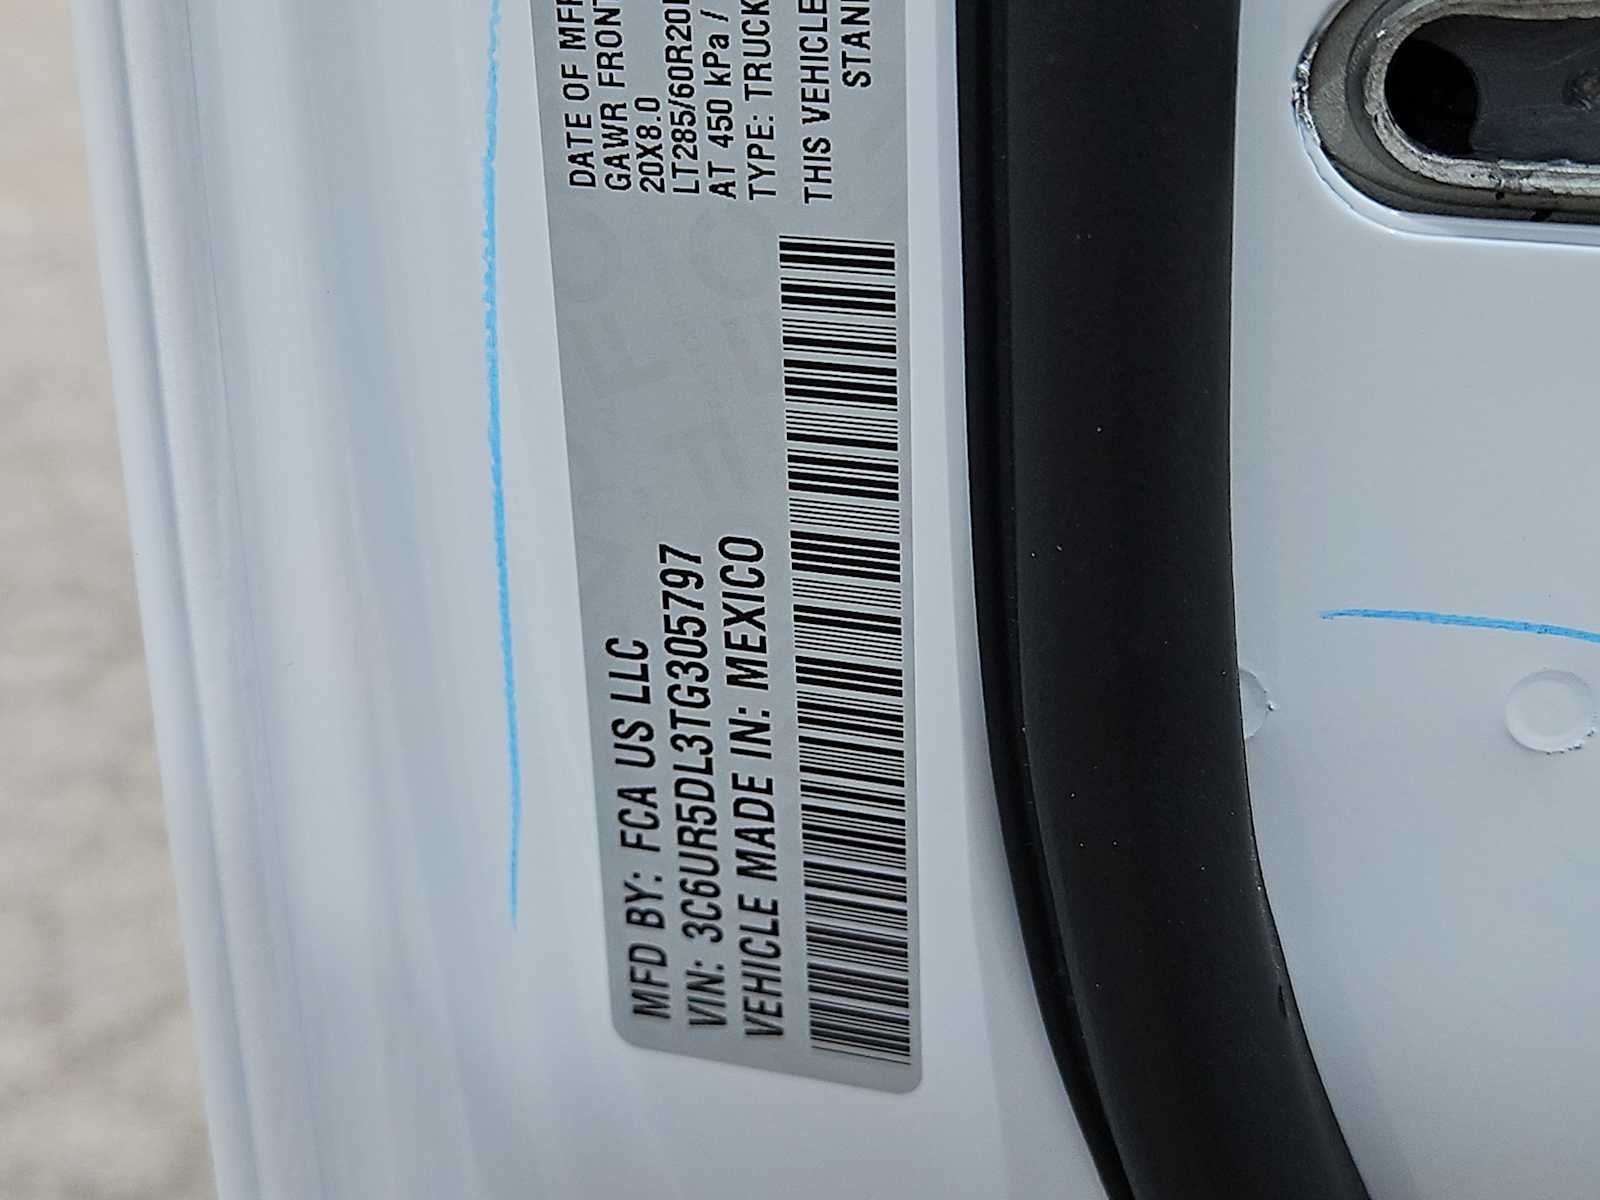 MFD BY: FCA US LLC
VIN: 3C6UR5DL3TG305797
VEHICLE MADE IN: MEXICO
DATE OF MFR
GAWR FRONT
20X8.0
LT285/60R20
AT 450 kPa /
TYPE: TRUCK
THIS VEHICLE
STAN